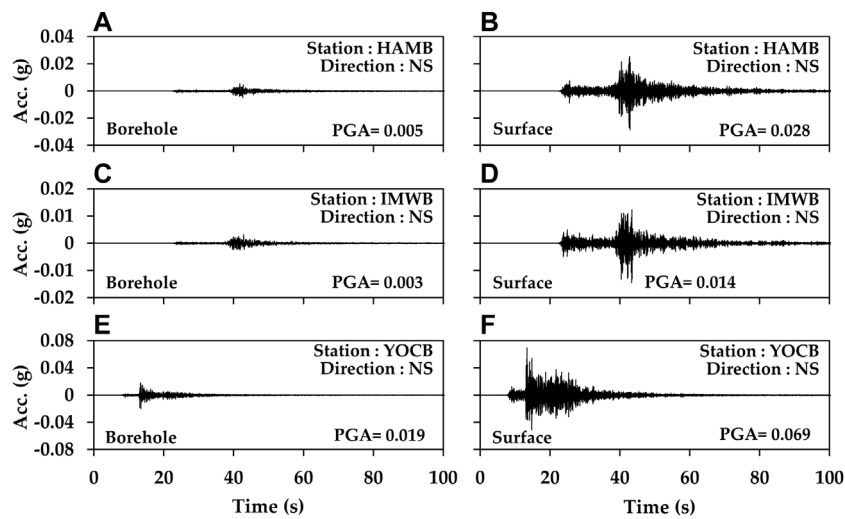 A
B
Acc. (g)
0.04
0.02
0
-0.02
-0.04
Station : HAMB
Direction : NS
Borehole
PGA= 0.005
Station : HAMB
Direction : NS
Surface
PGA= 0.028
C
D
Acc. (g)
0.02
0.01
0
-0.01
-0.02
Station : IMWB
Direction : NS
Borehole
PGA= 0.003
Station : IMWB
Direction : NS
Surface
PGA= 0.014
E
F
Acc. (g)
0.08
0.04
0
-0.04
-0.08
Station : YOCB
Direction : NS
Borehole
PGA= 0.019
Station : YOCB
Direction : NS
Surface
PGA= 0.069
0 20 40 60 80 100
0 20 40 60 80 100
Time (s)
Time (s)